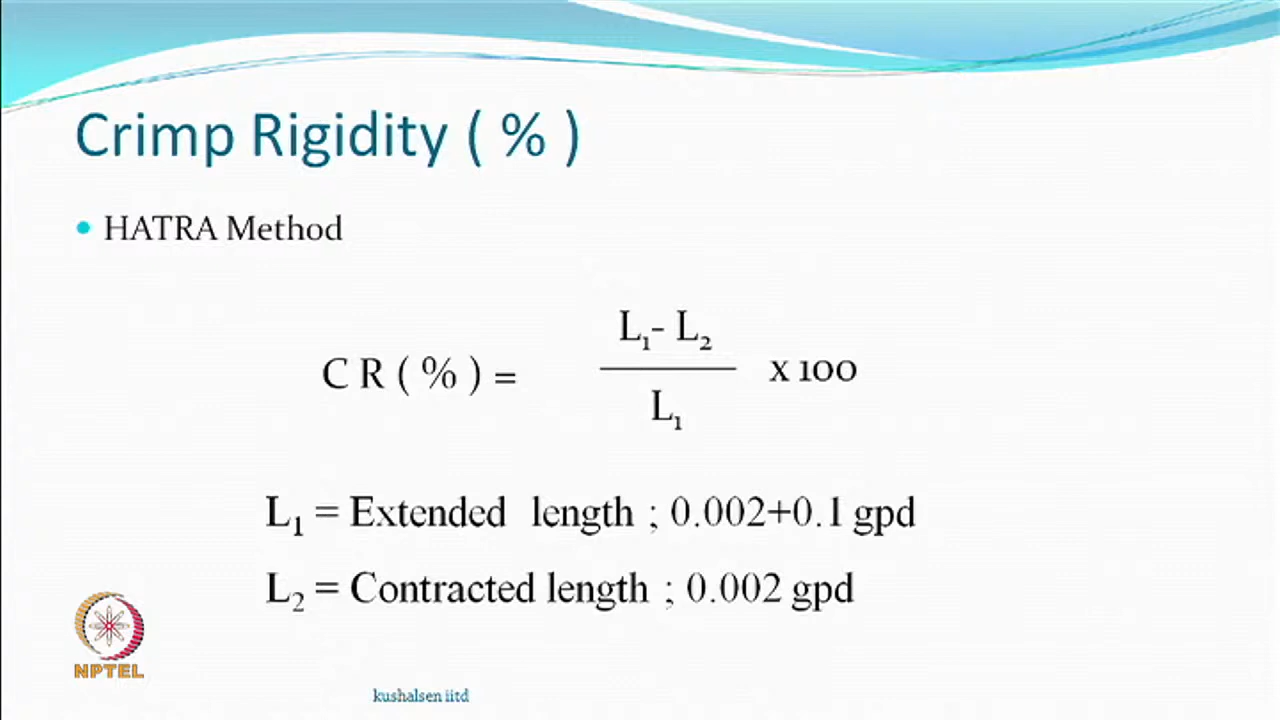 Crimp Rigidity ( % )
HATRA Method
L₁- L₂
C R ( % ) = x 100
L₁
L₁ = Extended length ; 0.002+0.1 gpd
L₂ = Contracted length ; 0.002 gpd
NPTEL
kushalsen iitd